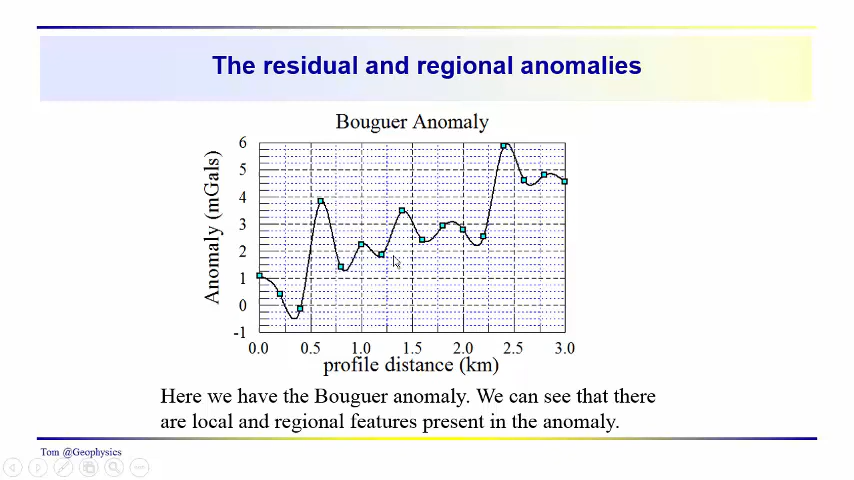 The residual and regional anomalies
Bouguer Anomaly
Anomaly (mGals)
6
5
4
3
2
1
0
-1
0.0 0.5 1.0 1.5 2.0 2.5 3.0
profile distance (km)
Here we have the Bouguer anomaly. We can see that there
are local and regional features present in the anomaly.
Tom @Geophysics